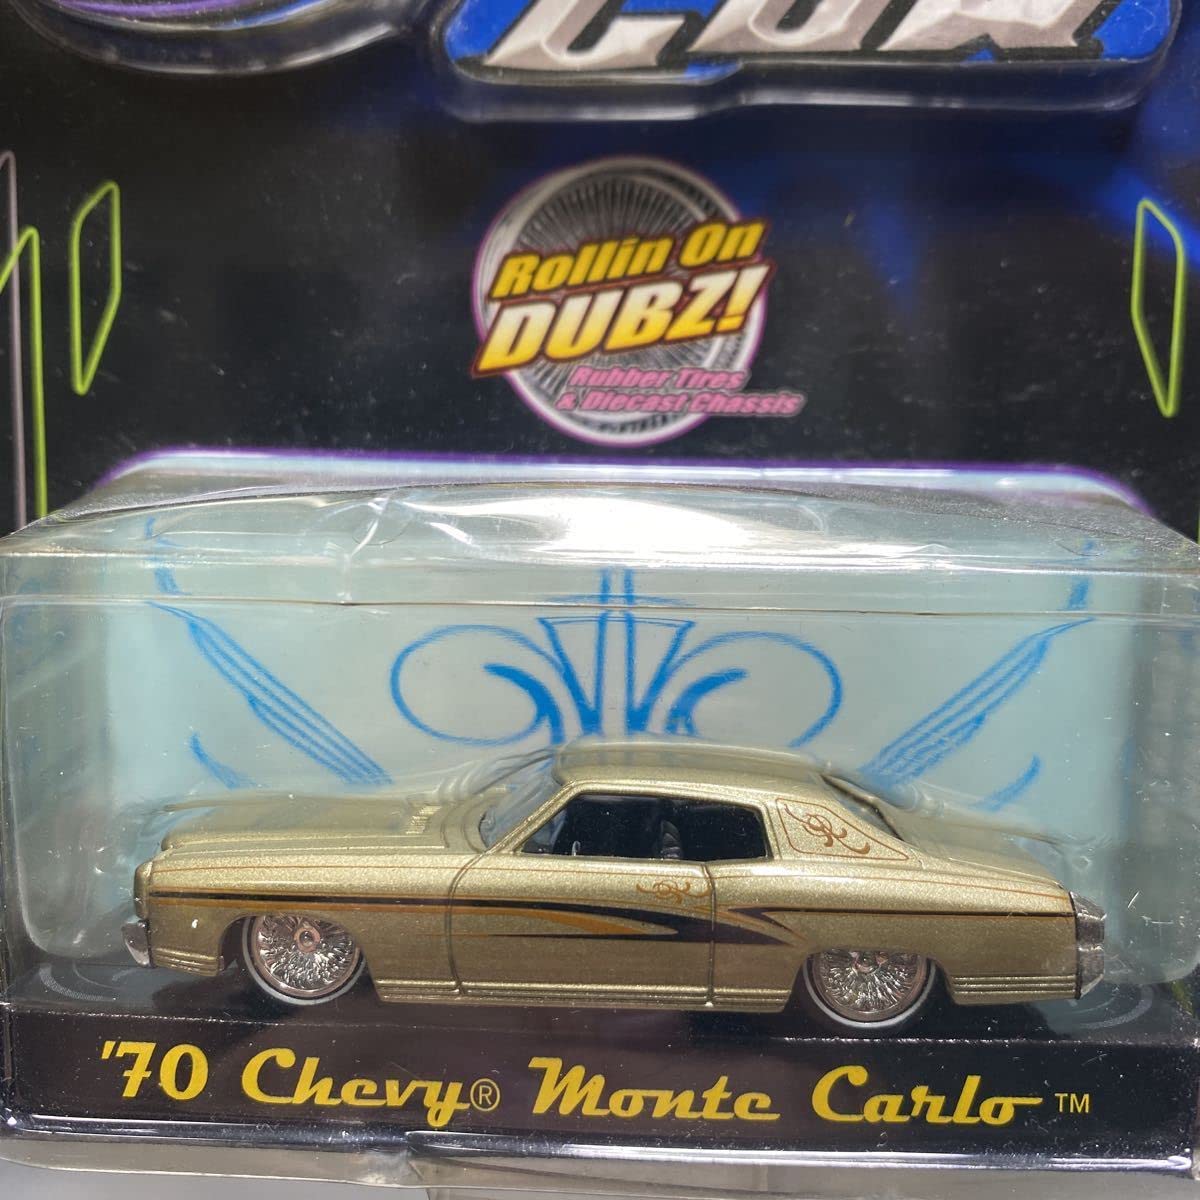 Rollin On
DUBZ!
Rubber Tires
& Diecast Chassis
R
R
'70 Chevy® Monte Carlo™